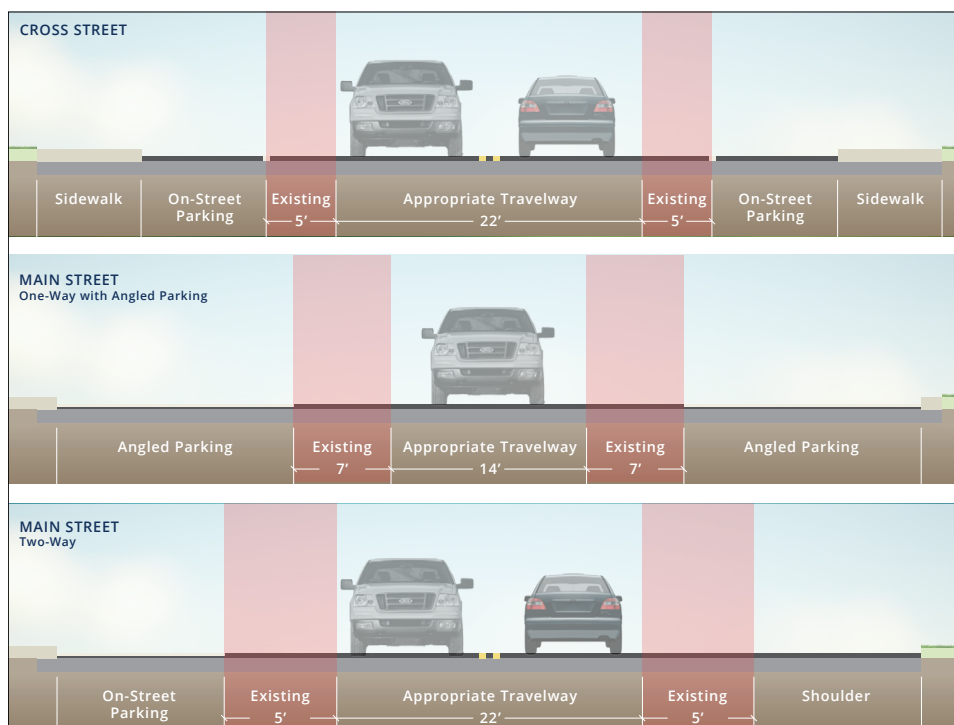 CROSS STREET
Sidewalk
On-Street
Parking
Existing
5’
Appropriate Travelway
22’
Existing
5’
On-Street
Parking
Sidewalk
MAIN STREET
One-Way with Angled Parking
Angled Parking
Existing
7’
Appropriate Travelway
14’
Existing
7’
Angled Parking
MAIN STREET
Two-Way
On-Street
Parking
Existing
5’
Appropriate Travelway
22’
Existing
5’
Shoulder